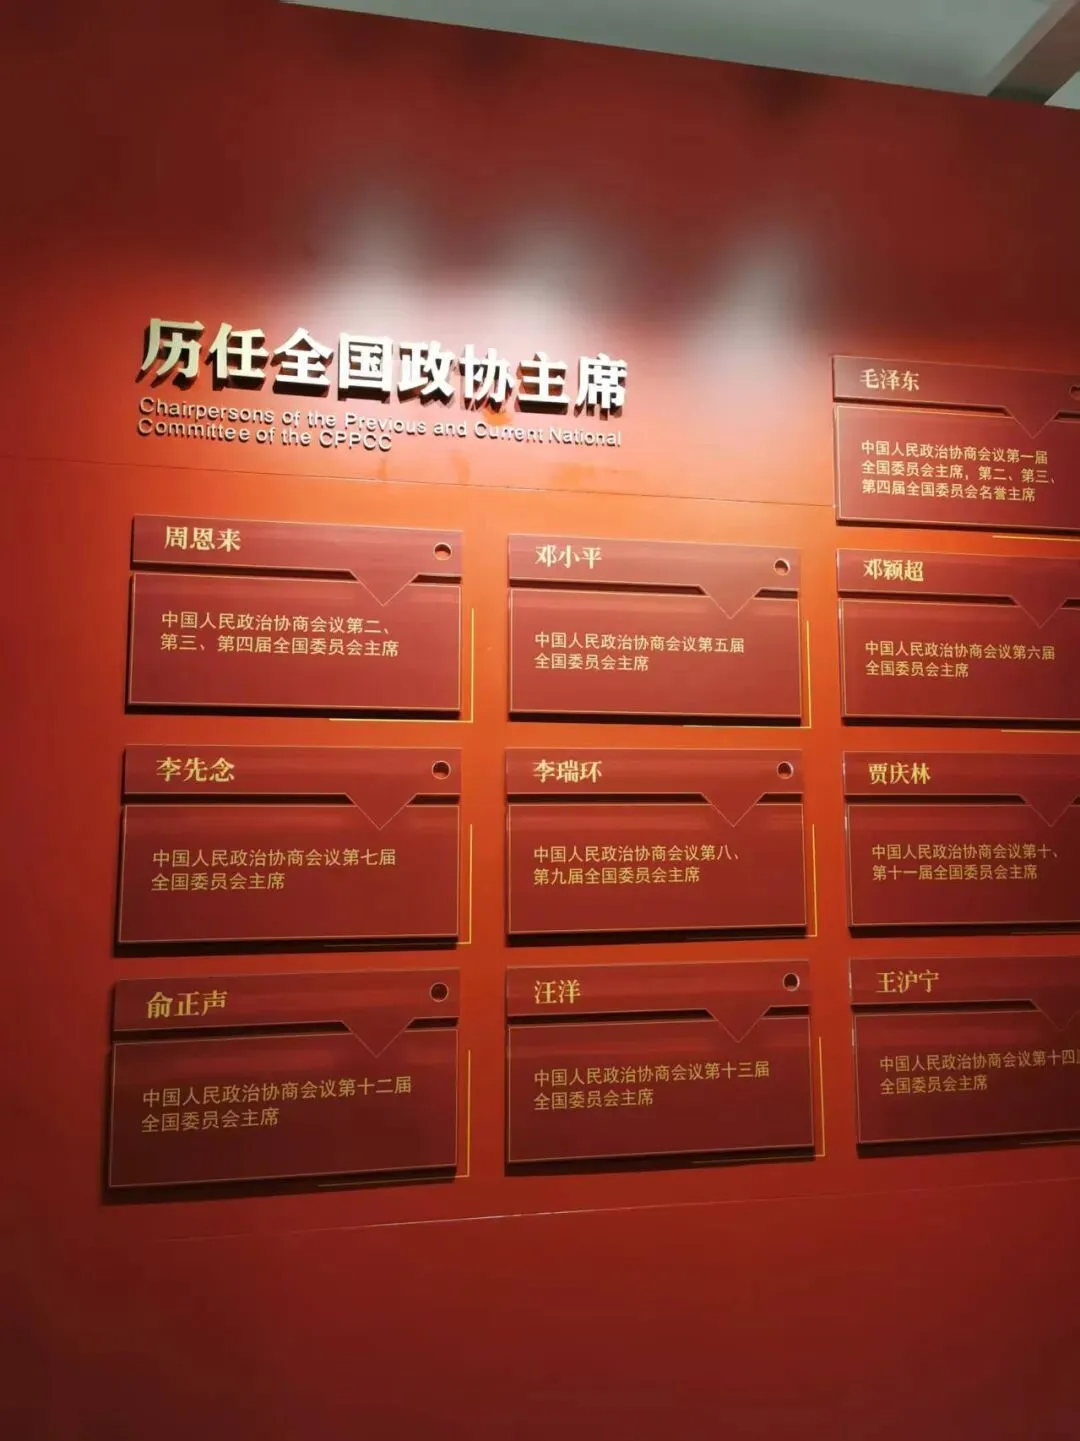 历任全国政协主席
Chairpersons of the Previous and Current National
Committee of the CPPCC
毛泽东
中国人民政治协商会议第一届
全国委员会主席，第二、第三、
第四届全国委员会名誉主席
周恩来
中国人民政治协商会议第二、
第三、第四届全国委员会主席
邓小平
中国人民政治协商会议第五届
全国委员会主席
邓颖超
中国人民政治协商会议第六届
全国委员会主席
李先念
中国人民政治协商会议第七届
全国委员会主席
李瑞环
中国人民政治协商会议第八、
第九届全国委员会主席
贾庆林
中国人民政治协商会议第十、
第十一届全国委员会主席
俞正声
中国人民政治协商会议第十二届
全国委员会主席
汪洋
中国人民政治协商会议第十三届
全国委员会主席
王沪宁
中国人民政治协商会议第十四
全国委员会主席